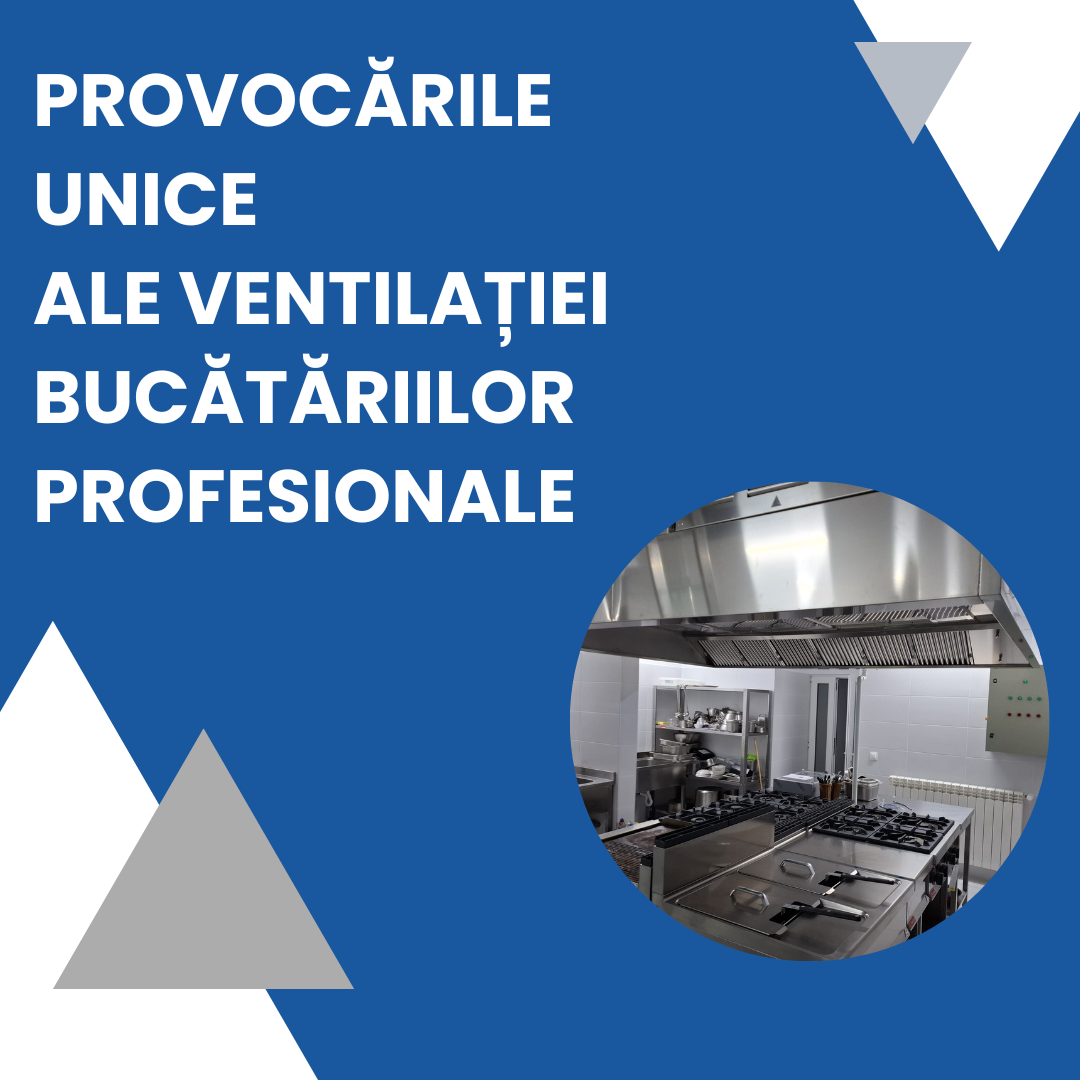 PROVOCĂRILE
UNICE
ALE VENTILAȚIEI
BUCĂTĂRIILOR
PROFESIONALE